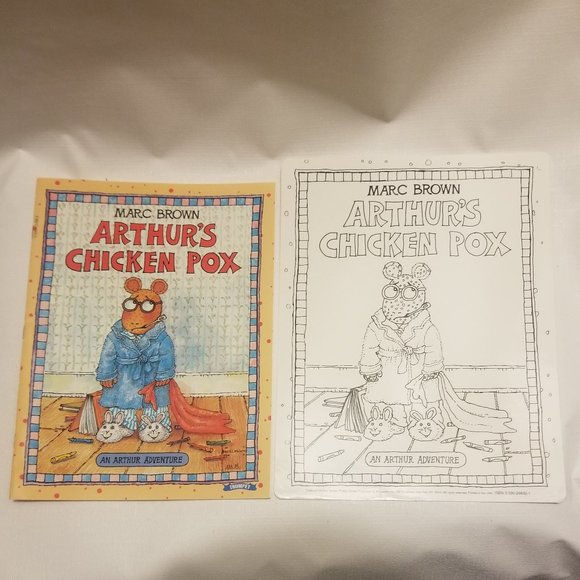 MARC BROWN
ARTHUR'S
CHICKEN POX
AN ARTHUR ADVENTURE
MARC BROWN
ARTHUR'S
CHICKEN POX
AN ARTHUR ADVENTURE